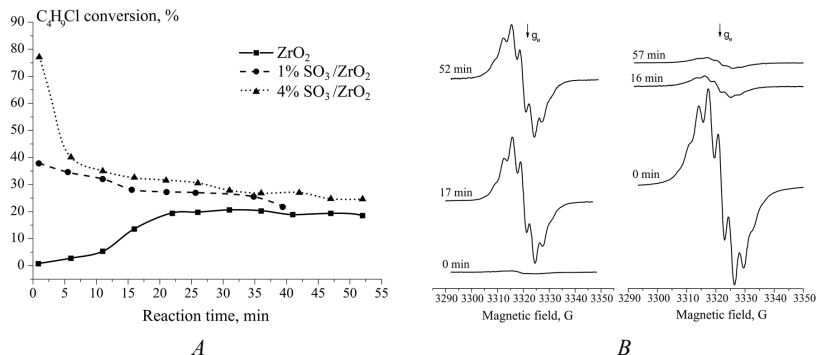 C₄H₉Cl conversion, %
90
80
70
60
50
40
30
20
10
0
0 5 10 15 20 25 30 35 40 45 50 55
Reaction time, min
ZrO₂
1% SO₃/ZrO₂
4% SO₃/ZrO₂
A
gₑ
52 min
17 min
0 min
3290 3300 3310 3320 3330 3340 3350
Magnetic field, G
gₑ
57 min
16 min
0 min
3290 3300 3310 3320 3330 3340 3350
Magnetic field, G
B